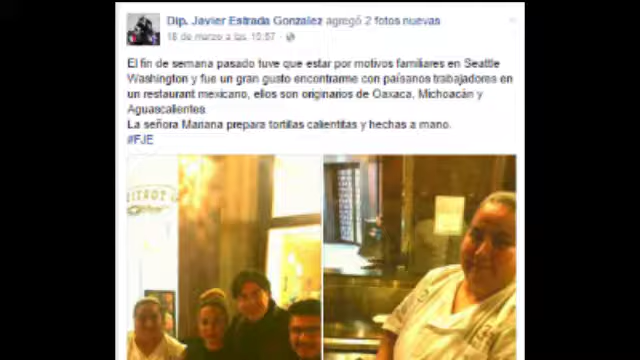 Dip. Javier Estrada Gonzalez agregó 2 fotos nuevas
18 de marzo a las 15:57
El fin de semana pasado tuve que estar por motivos familiares en Seattle
Washington y fue un gran gusto encontrarme con paísanos trabajadores en
un restaurant mexicano, ellos son originarios de Oaxaca, Michoacán y
Aguascalientes.
La señora Mariana prepara tortillas calientitas y hechas a mano.
#FJE